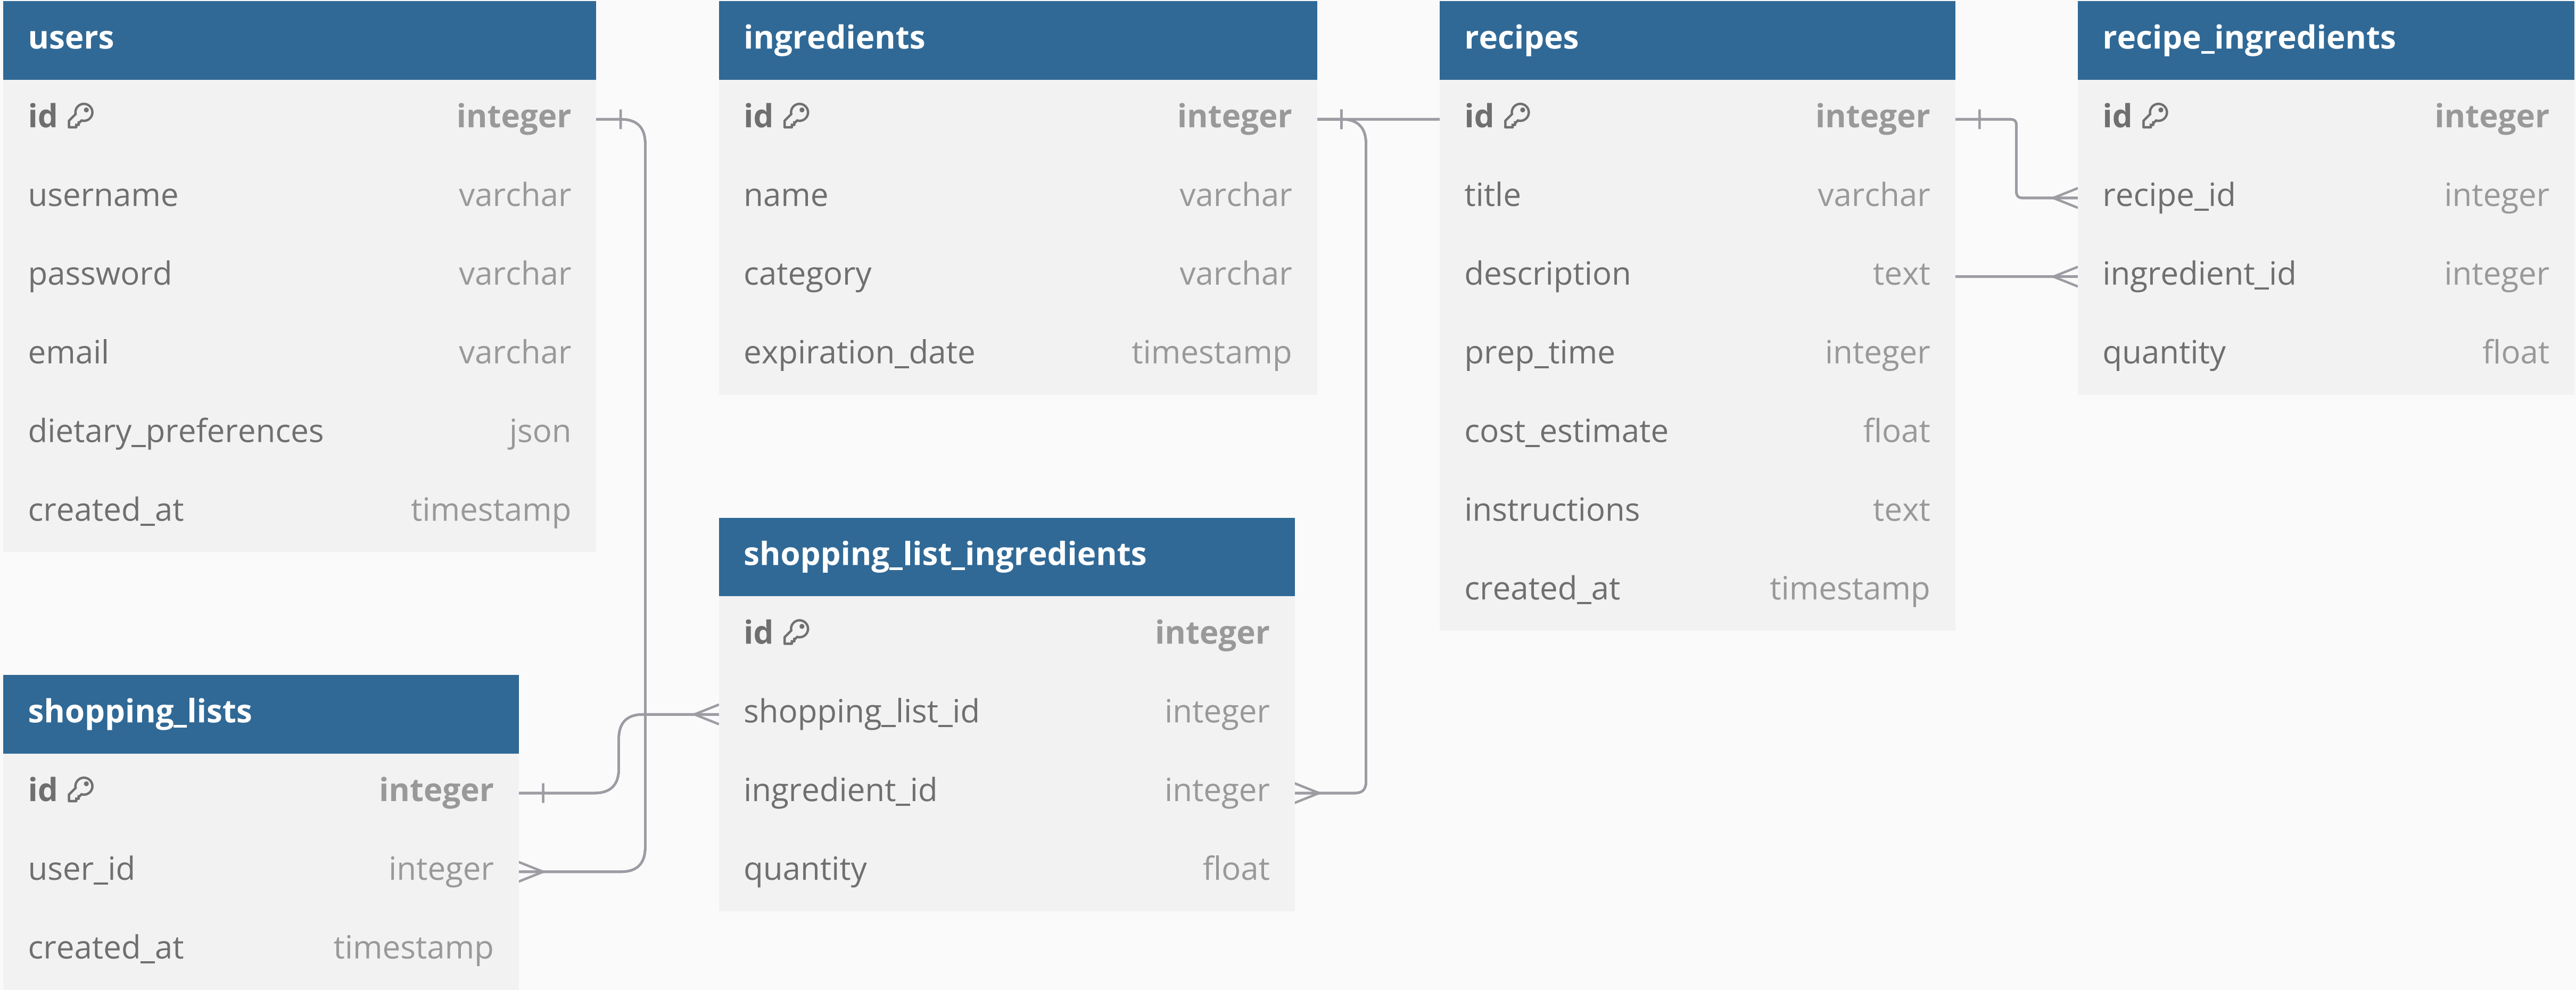 users
id integer
username varchar
password varchar
email varchar
dietary_preferences json
created_at timestamp
ingredients
id integer
name varchar
category varchar
expiration_date timestamp
recipes
id integer
title varchar
description text
prep_time integer
cost_estimate float
instructions text
created_at timestamp
recipe_ingredients
id integer
recipe_id integer
ingredient_id integer
quantity float
shopping_lists
id integer
user_id integer
created_at timestamp
shopping_list_ingredients
id integer
shopping_list_id integer
ingredient_id integer
quantity float